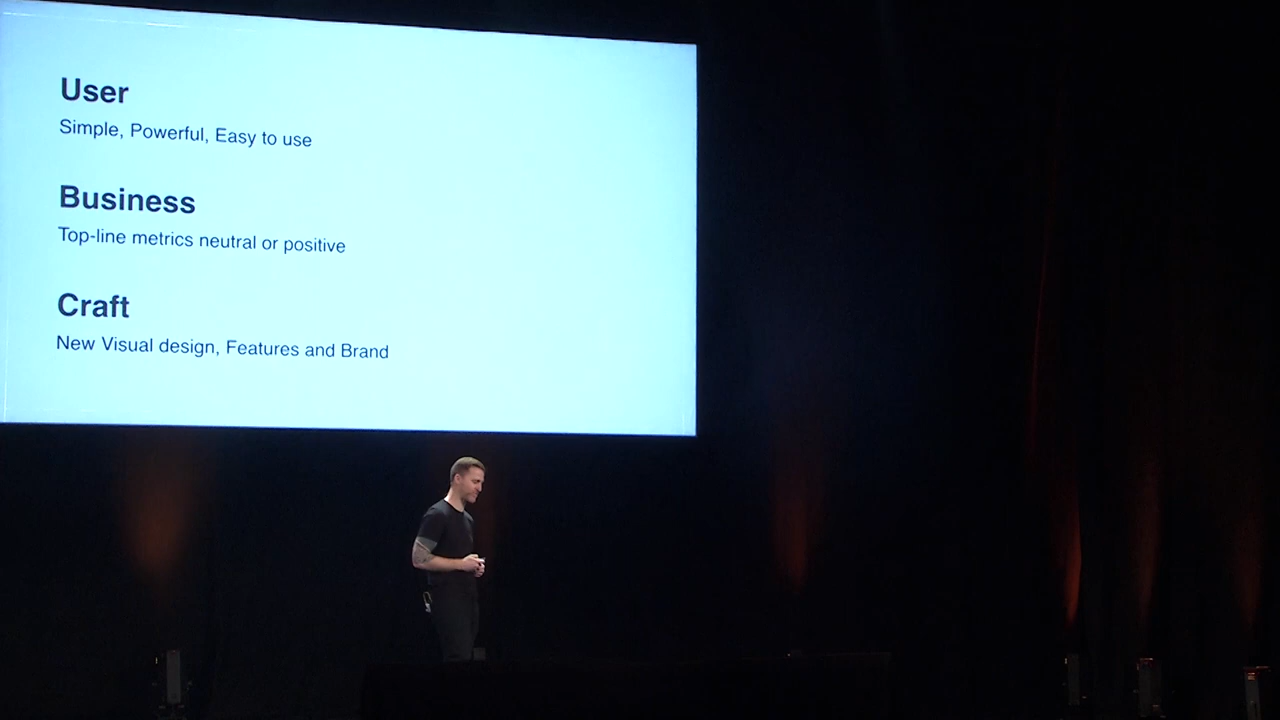 User
Simple, Powerful, Easy to use
Business
Top-line metrics neutral or positive
Craft
New Visual design, Features and Brand